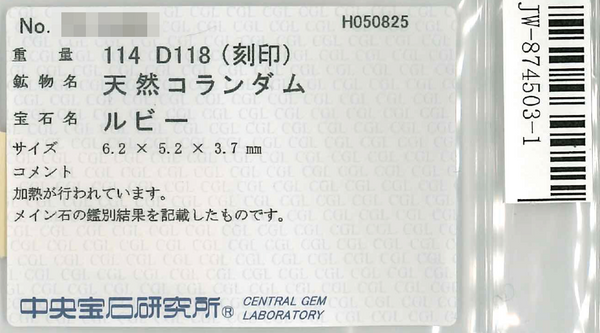 No.
H050825
重量 114 D118 (刻印)
鉱物名 天然コランダム
宝石名 ルビー
サイズ 6.2 × 5.2 × 3.7 mm
コメント
加熱が行われています。
メイン石の鑑別結果を記載したものです。
中央宝石研究所® CENTRAL GEM
LABORATORY
JW-874503-1